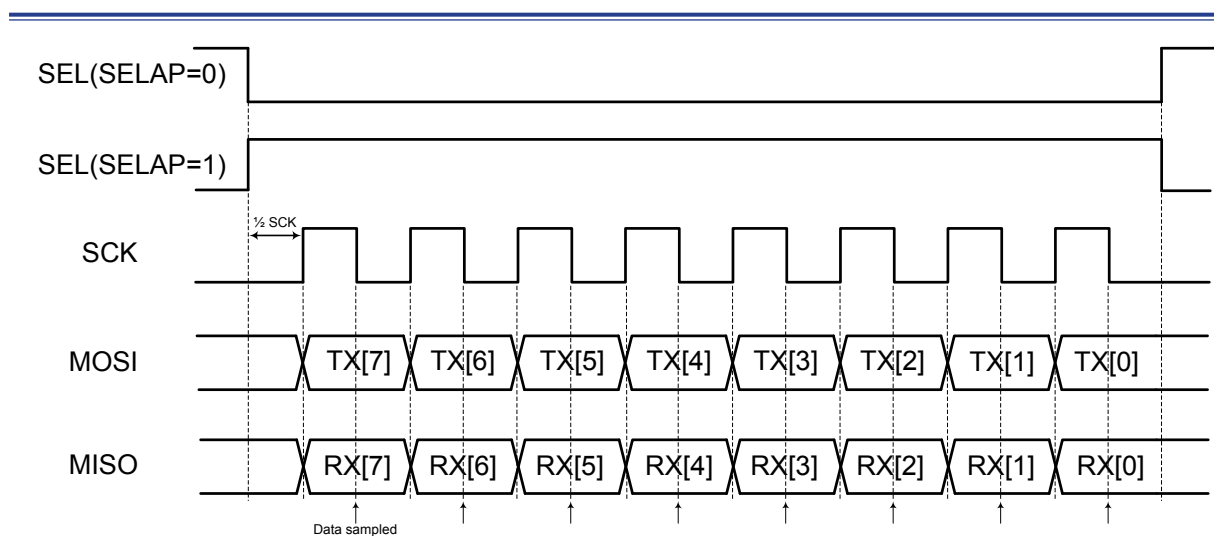 SEL(SELAP=0)
SEL(SELAP=1)
½ SCK
SCK
MOSI
TX[7] TX[6] TX[5] TX[4] TX[3] TX[2] TX[1] TX[0]
MISO
RX[7] RX[6] RX[5] RX[4] RX[3] RX[2] RX[1] RX[0]
Data sampled